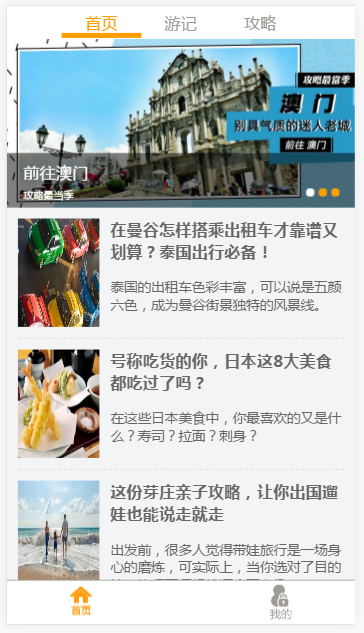 首页 游记 攻略
攻略最当季
澳 门
别具气质的迷人老城
前往 澳门
前往澳门
攻略最当季
在曼谷怎样搭乘出租车才靠谱又
划算？泰国出行必备！
泰国的出租车色彩丰富，可以说是五颜
六色，成为曼谷街景独特的风景线。
号称吃货的你，日本这8大美食
都吃过了吗？
在这些日本美食中，你最喜欢的又是什
么？寿司？拉面？刺身？
这份芽庄亲子攻略，让你出国遛
娃也能说走就走
出发前，很多人觉得带娃旅行是一场身
心的磨炼，可实际上，当你选对了目的
首页 我的